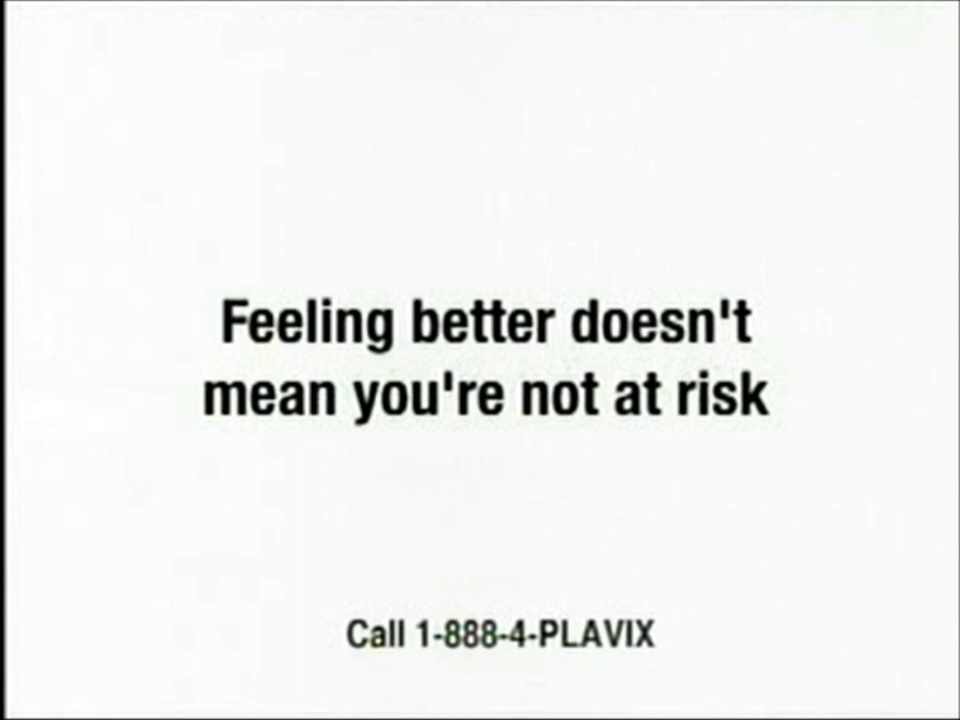 Feeling better doesn't
mean you're not at risk
Call 1-888-4-PLAVIX